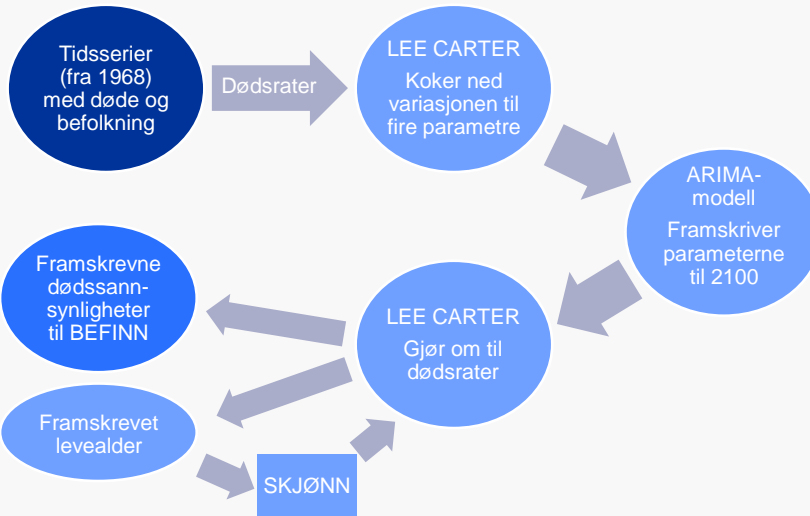 Tidsserier
(fra 1968)
med døde og
befolkning
Dødsrater
LEE CARTER
Koker ned
variasjonen til
fire parametre
ARIMA-
modell
Framskriver
parameterne
til 2100
LEE CARTER
Gjør om til
dødsrater
Framskrevne
dødssann-
synligheter
til BEFINN
Framskrevet
levealder
SKJØNN